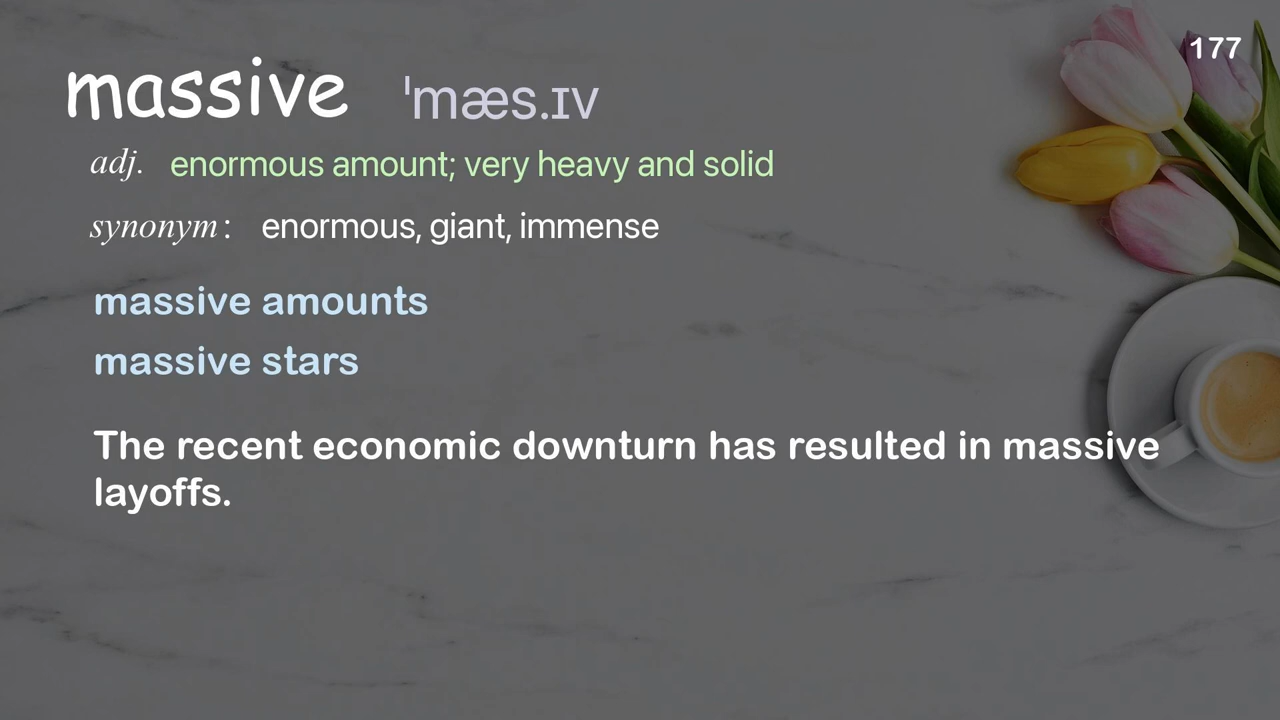 177
massive ˈmæs.ɪv
adj. enormous amount; very heavy and solid
synonym: enormous, giant, immense
massive amounts
massive stars
The recent economic downturn has resulted in massive
layoffs.